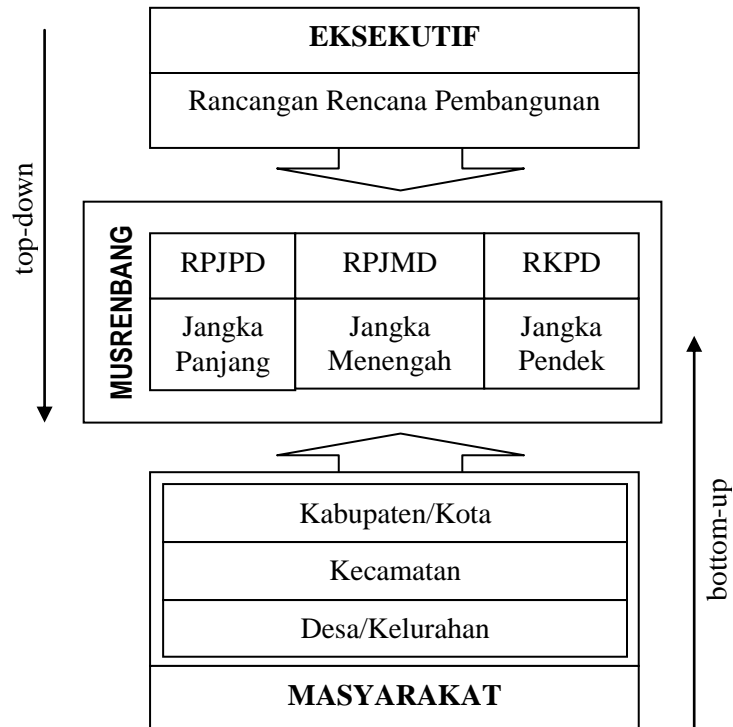 EKSEKUTIF
Rancangan Rencana Pembangunan
top-down
MUSRENBANG
RPJPD
RPJMD
RKPD
Jangka
Panjang
Jangka
Menengah
Jangka
Pendek
Kabupaten/Kota
Kecamatan
Desa/Kelurahan
MASYARAKAT
bottom-up